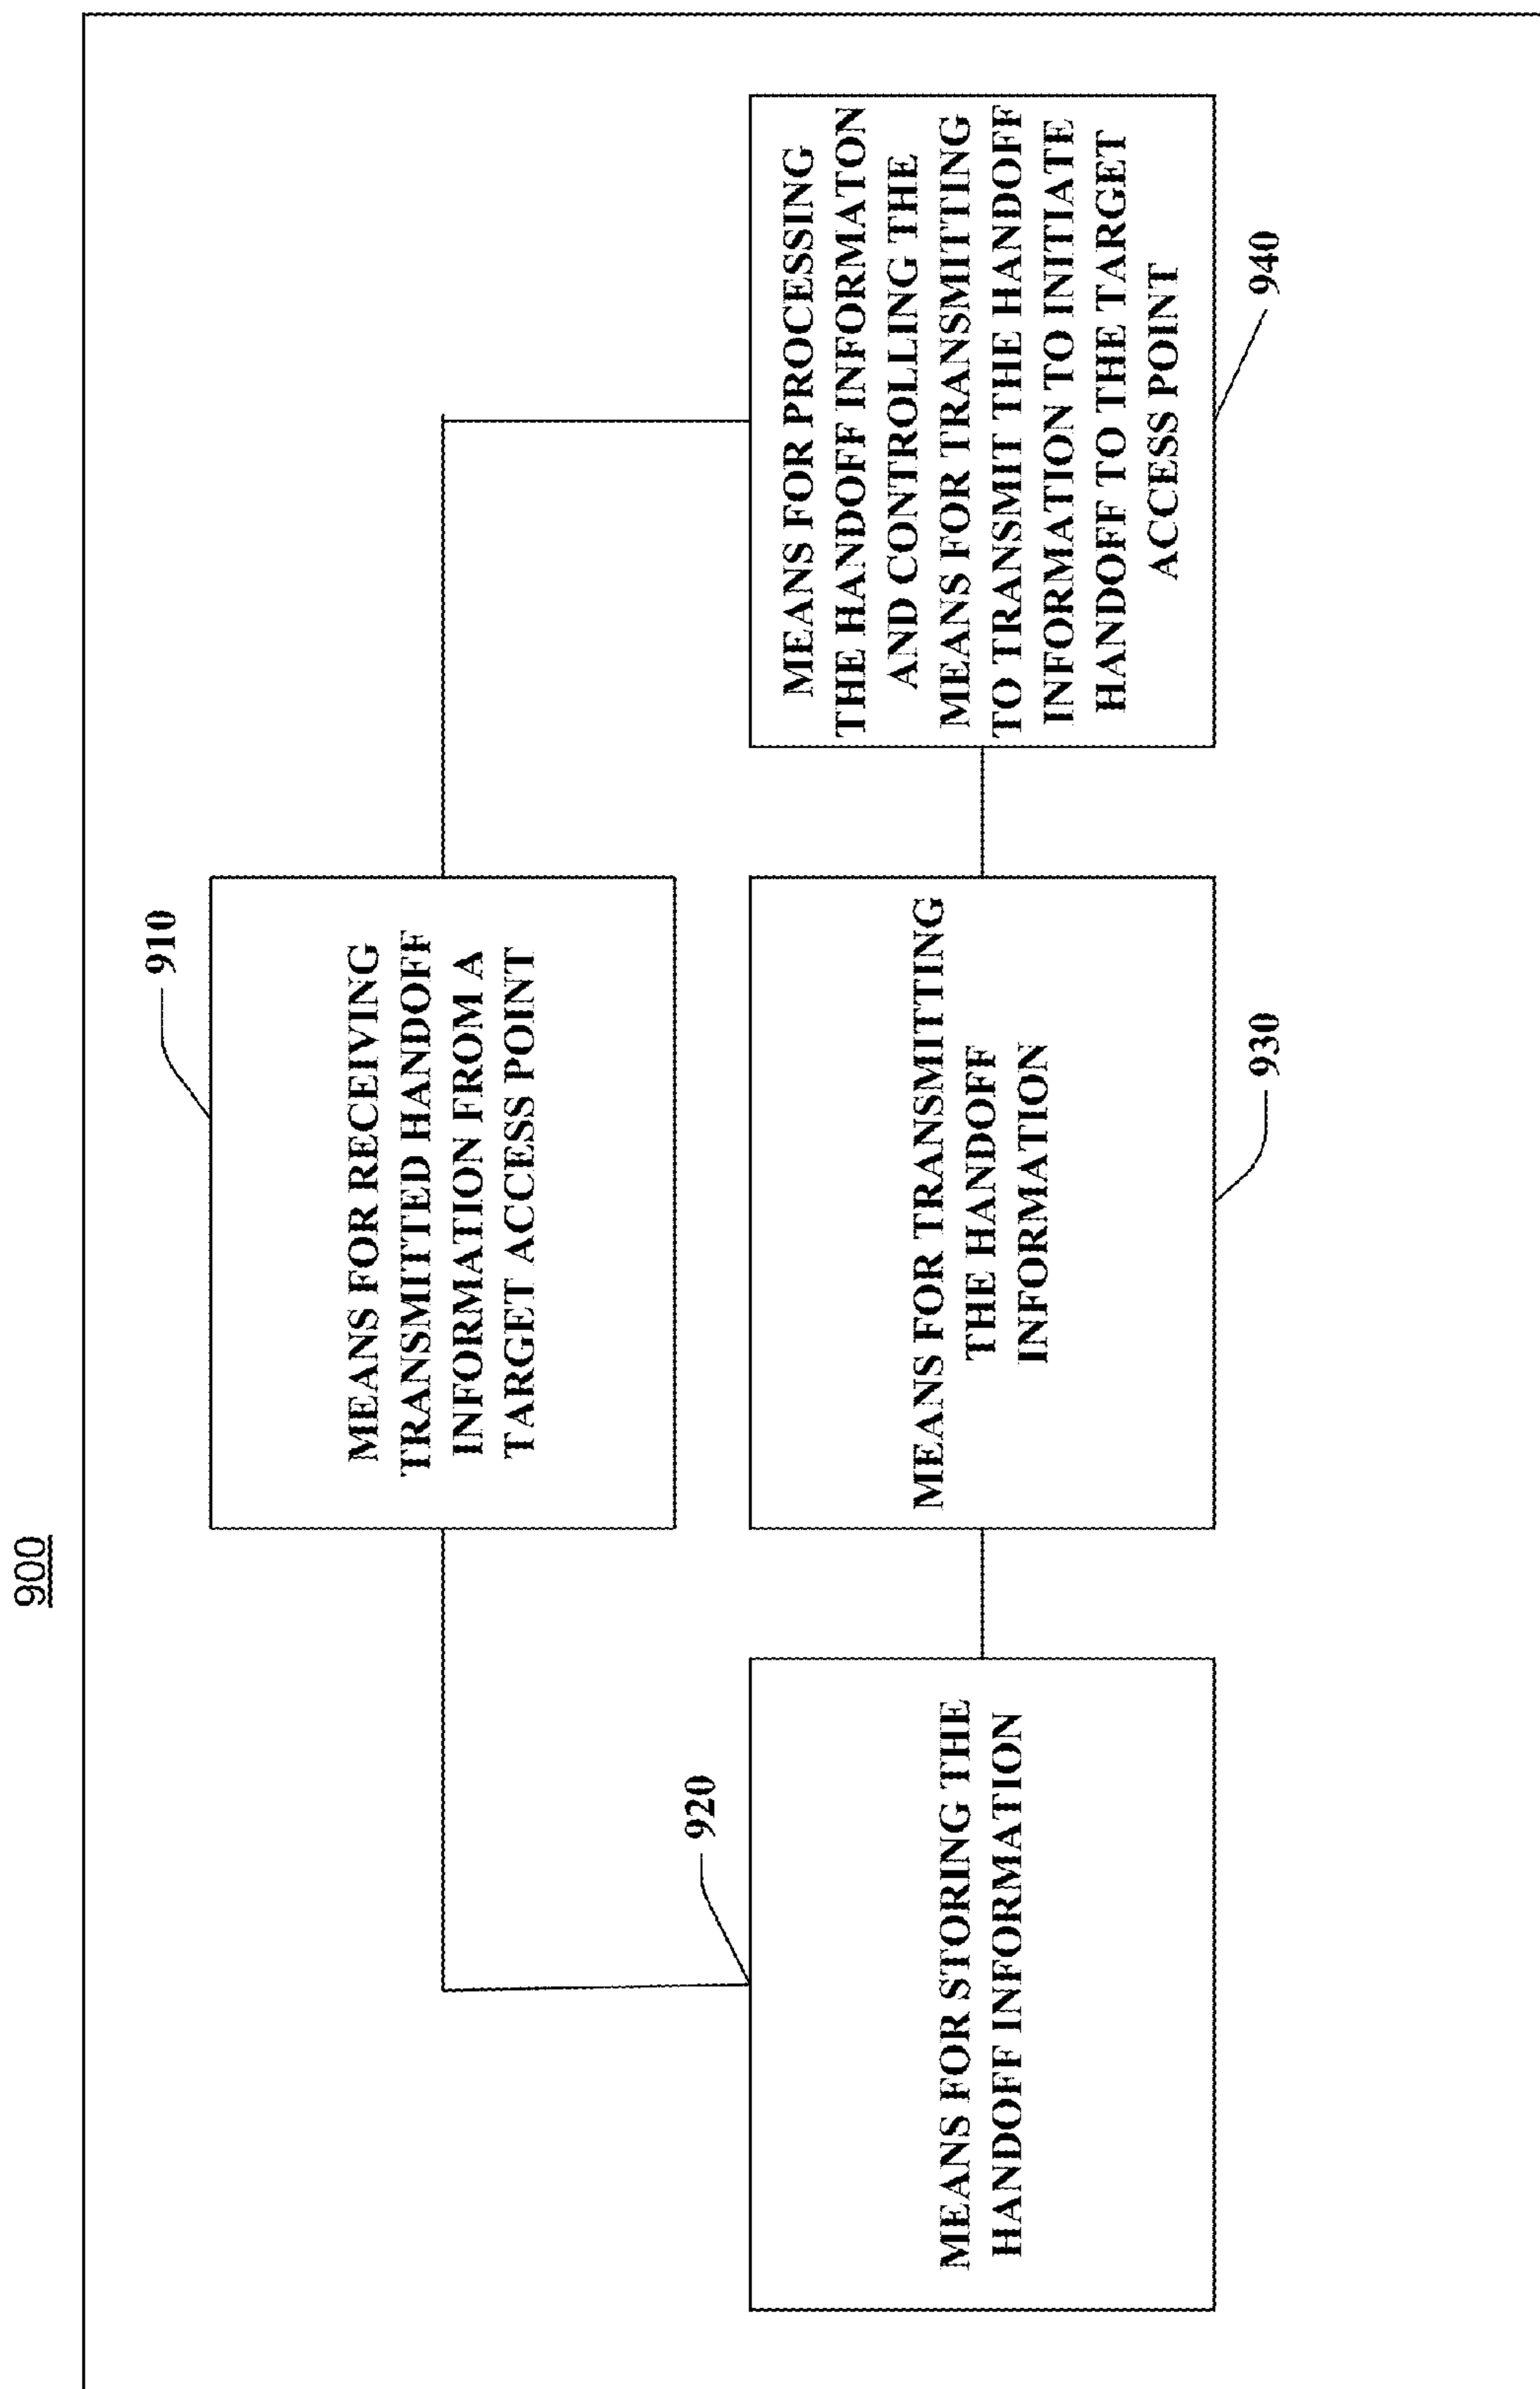 900
910
MEANS FOR RECEIVING
TRANSMITTED HANDOFF
INFORMATION FROM A
TARGET ACCESS POINT
920
MEANS FOR STORING THE
HANDOFF INFORMATION
MEANS FOR TRANSMITTING
THE HANDOFF
INFORMATION
930
MEANS FOR PROCESSING
THE HANDOFF INFORMATON
AND CONTROLLING THE
MEANS FOR TRANSMITTING
TO TRANSMIT THE HANDOFF
INFORMATION TO INITIATE
HANDOFF TO THE TARGET
ACCESS POINT
940